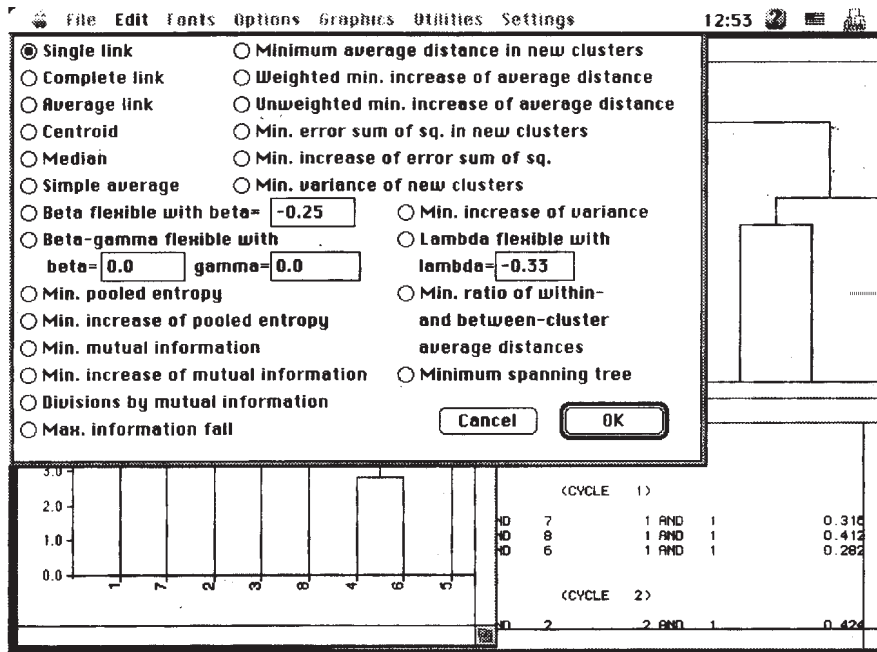 File Edit Fonts Options Graphics Utilities Settings 12:53
Single link
Complete link
Average link
Centroid
Median
Simple average
Minimum average distance in new clusters
Weighted min. increase of average distance
Unweighted min. increase of average distance
Min. error sum of sq. in new clusters
Min. increase of error sum of sq.
Min. variance of new clusters
Beta flexible with beta= -0.25
Beta-gamma flexible with
beta= 0.0 gamma= 0.0
Min. increase of variance
Lambda flexible with
lambda= -0.33
Min. pooled entropy
Min. increase of pooled entropy
Min. mutual information
Min. increase of mutual information
Divisions by mutual information
Max. information fall
Min. ratio of within-
and between-cluster
average distances
Minimum spanning tree
Cancel OK
3.0
2.0
1.0
0.0
1 7 2 3 8 4 6 5
(CYCLE 1)
ND 7 1 AND 1 0.316
ND 8 1 AND 1 0.412
ND 6 1 AND 1 0.282
(CYCLE 2)
ND 2 2 AND 1 0.424